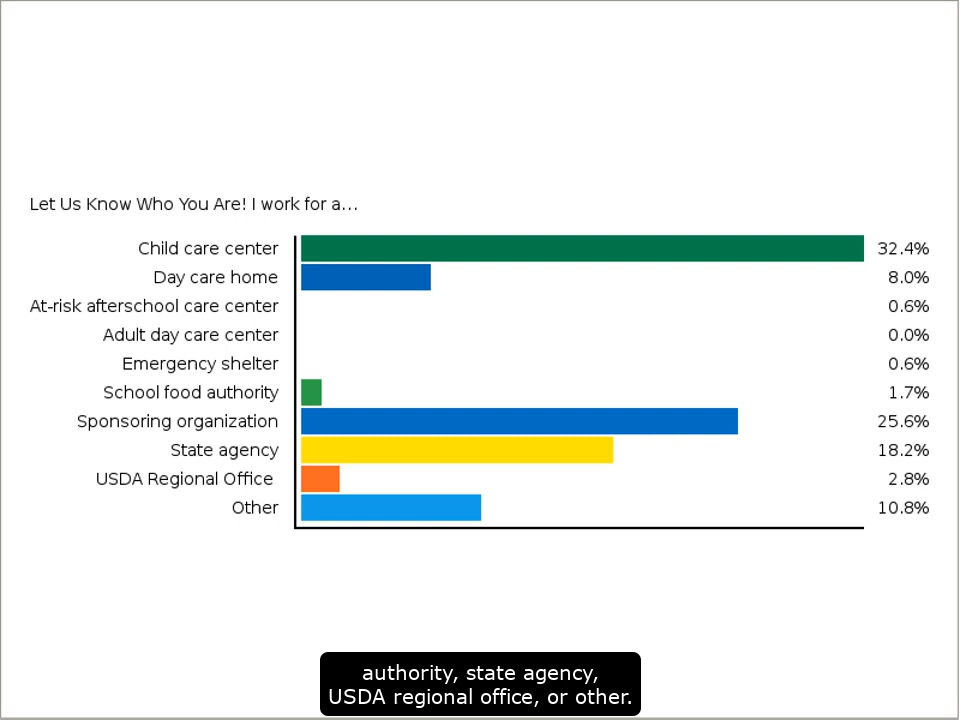 Let Us Know Who You Are! I work for a...
Child care center 32.4%
Day care home 8.0%
At-risk afterschool care center 0.6%
Adult day care center 0.0%
Emergency shelter 0.6%
School food authority 1.7%
Sponsoring organization 25.6%
State agency 18.2%
USDA Regional Office 2.8%
Other 10.8%
authority, state agency,
USDA regional office, or other.